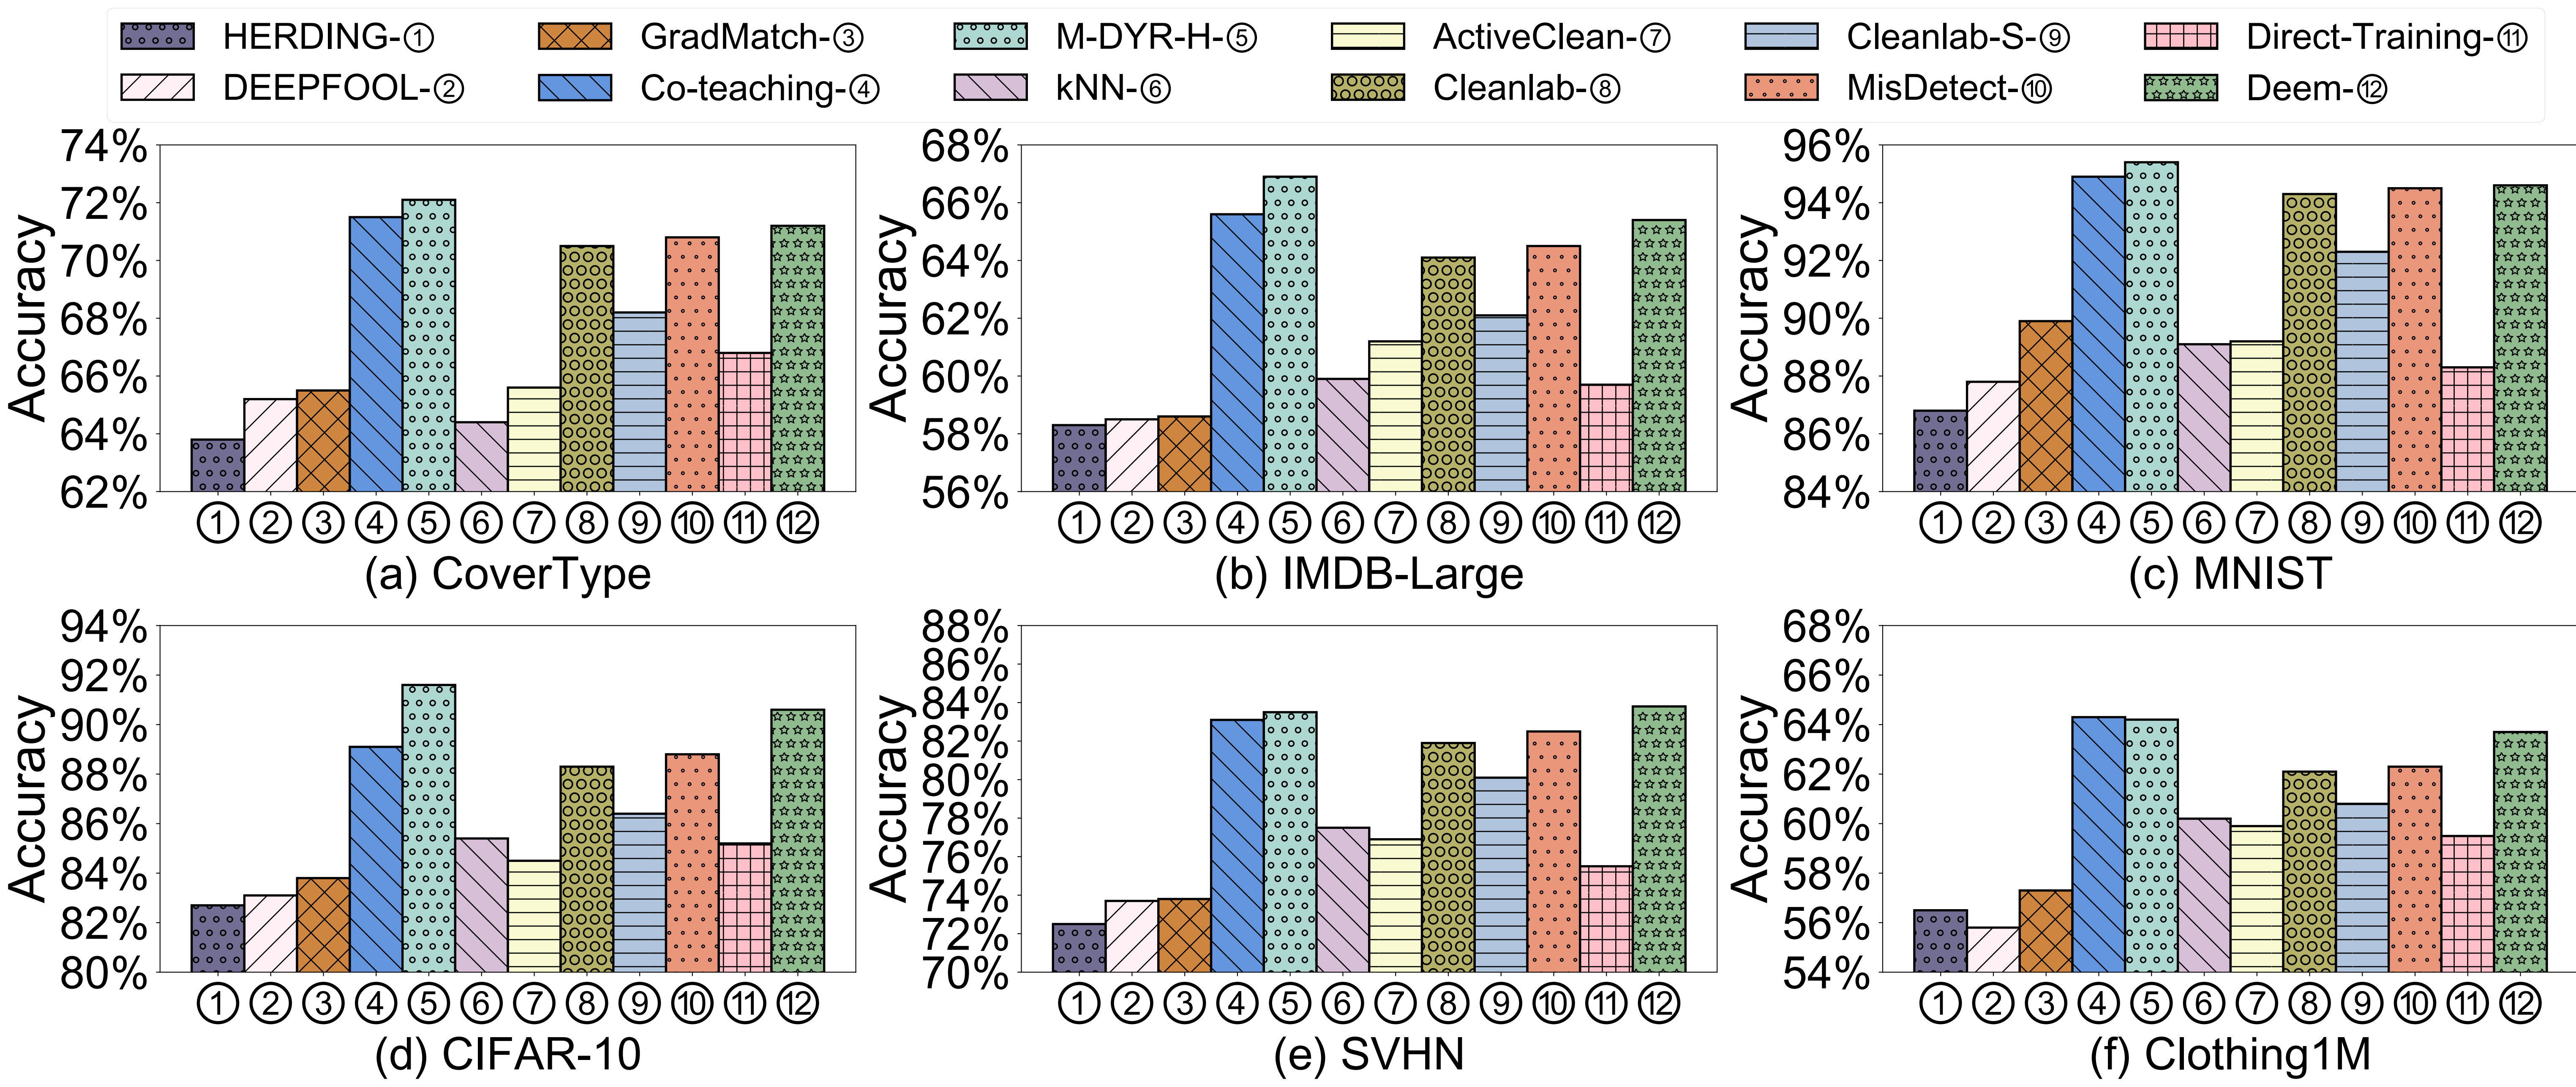 HERDING-① GradMatch-③ M-DYR-H-⑤ ActiveClean-⑦ Cleanlab-S-⑨ Direct-Training-⑪
DEEPFOOL-② Co-teaching-④ kNN-⑥ Cleanlab-⑧ MisDetect-⑩ Deem-⑫
Accuracy
74%
72%
70%
68%
66%
64%
62%
① ② ③ ④ ⑤ ⑥ ⑦ ⑧ ⑨ ⑩ ⑪ ⑫
(a) CoverType
Accuracy
68%
66%
64%
62%
60%
58%
56%
① ② ③ ④ ⑤ ⑥ ⑦ ⑧ ⑨ ⑩ ⑪ ⑫
(b) IMDB-Large
Accuracy
96%
94%
92%
90%
88%
86%
84%
① ② ③ ④ ⑤ ⑥ ⑦ ⑧ ⑨ ⑩ ⑪ ⑫
(c) MNIST
Accuracy
94%
92%
90%
88%
86%
84%
82%
80%
① ② ③ ④ ⑤ ⑥ ⑦ ⑧ ⑨ ⑩ ⑪ ⑫
(d) CIFAR-10
Accuracy
88%
86%
84%
82%
80%
78%
76%
74%
72%
70%
① ② ③ ④ ⑤ ⑥ ⑦ ⑧ ⑨ ⑩ ⑪ ⑫
(e) SVHN
Accuracy
68%
66%
64%
62%
60%
58%
56%
54%
① ② ③ ④ ⑤ ⑥ ⑦ ⑧ ⑨ ⑩ ⑪ ⑫
(f) Clothing1M